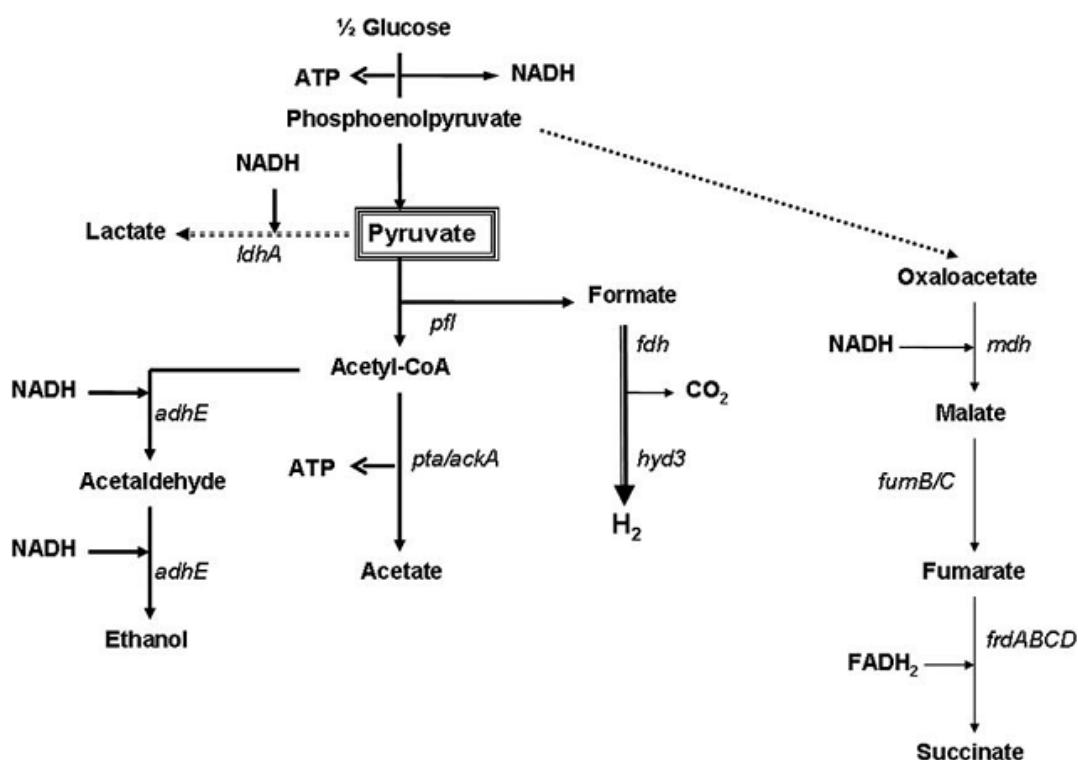 ½ Glucose
ATP
NADH
Phosphoenolpyruvate
NADH
Lactate
ldhA
Pyruvate
pfl
Formate
Oxaloacetate
Acetyl-CoA
fdh
NADH
mdh
NADH
adhE
CO₂
Malate
ATP
pta/ackA
hyd3
fumB/C
Acetaldehyde
H₂
NADH
adhE
Acetate
Fumarate
Ethanol
frdABCD
FADH₂
Succinate